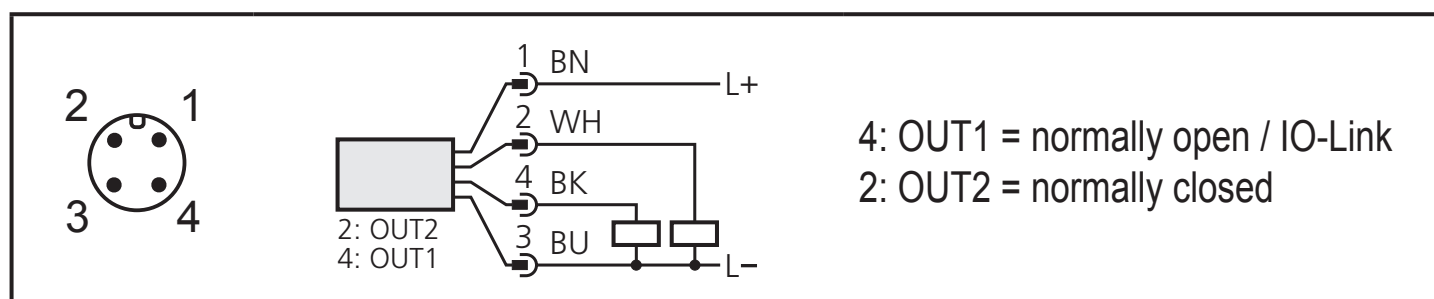 2 1
3 4
1 BN
L+
2 WH
4 BK
3 BU
L−
2: OUT2
4: OUT1
4: OUT1 = normally open / IO-Link
2: OUT2 = normally closed